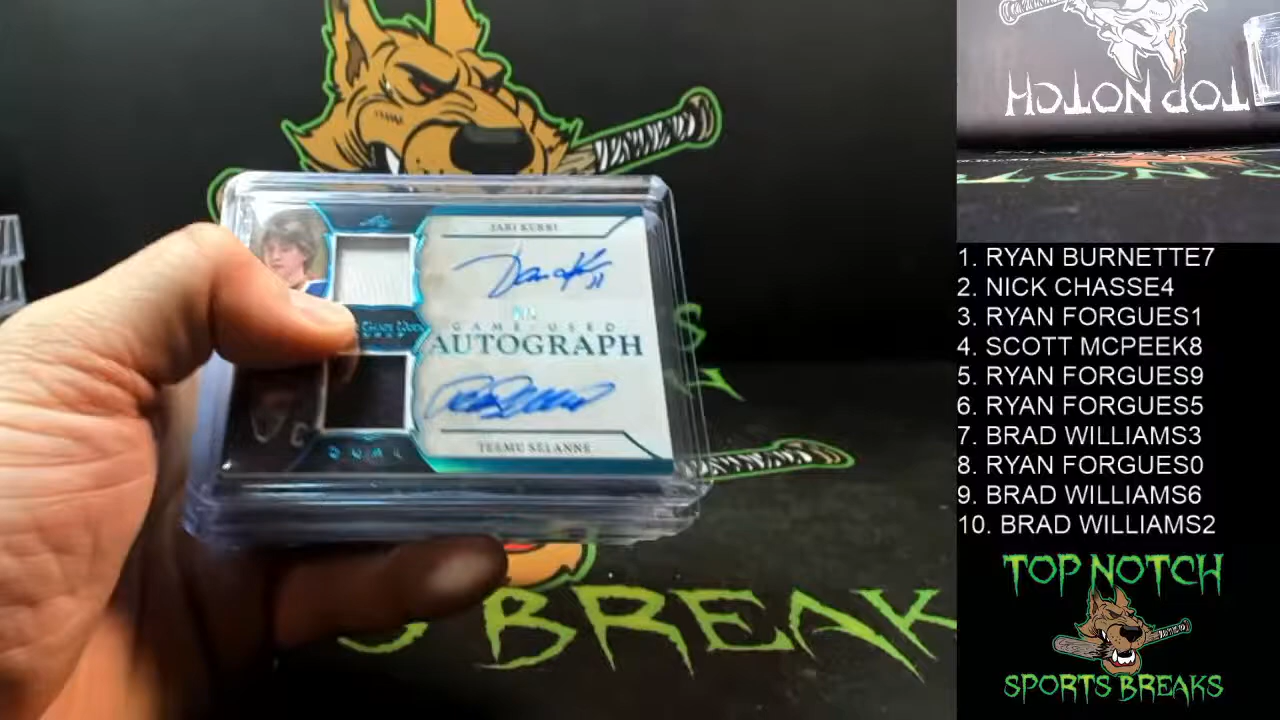 TOP NOTCH
JARI KURRI
GAME-USED
AUTOGRAPH
TEEMU SELANNE
DUAL
BREAK
1. RYAN BURNETTE7
2. NICK CHASSE4
3. RYAN FORGUES1
4. SCOTT MCPEEK8
5. RYAN FORGUES9
6. RYAN FORGUES5
7. BRAD WILLIAMS3
8. RYAN FORGUES0
9. BRAD WILLIAMS6
10. BRAD WILLIAMS2
TOP NOTCH
SPORTS BREAKS